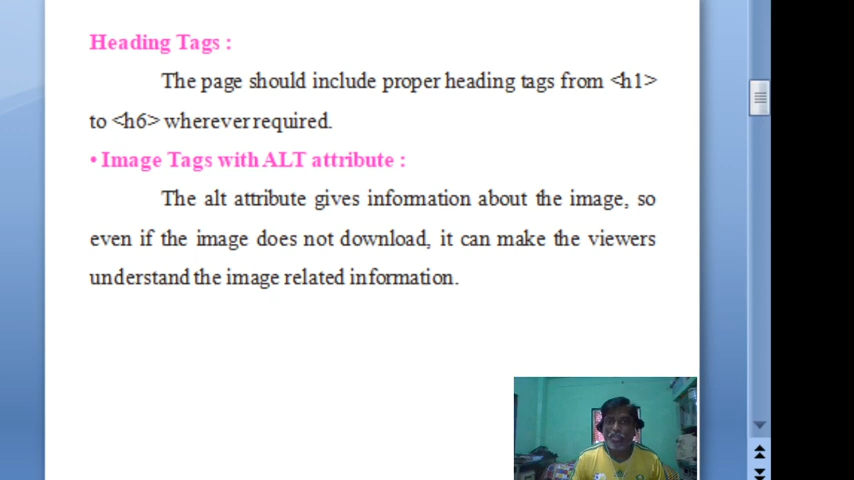 Heading Tags :
The page should include proper heading tags from <h1>
to <h6> wherever required.
• Image Tags with ALT attribute :
The alt attribute gives information about the image, so
even if the image does not download, it can make the viewers
understand the image related information.